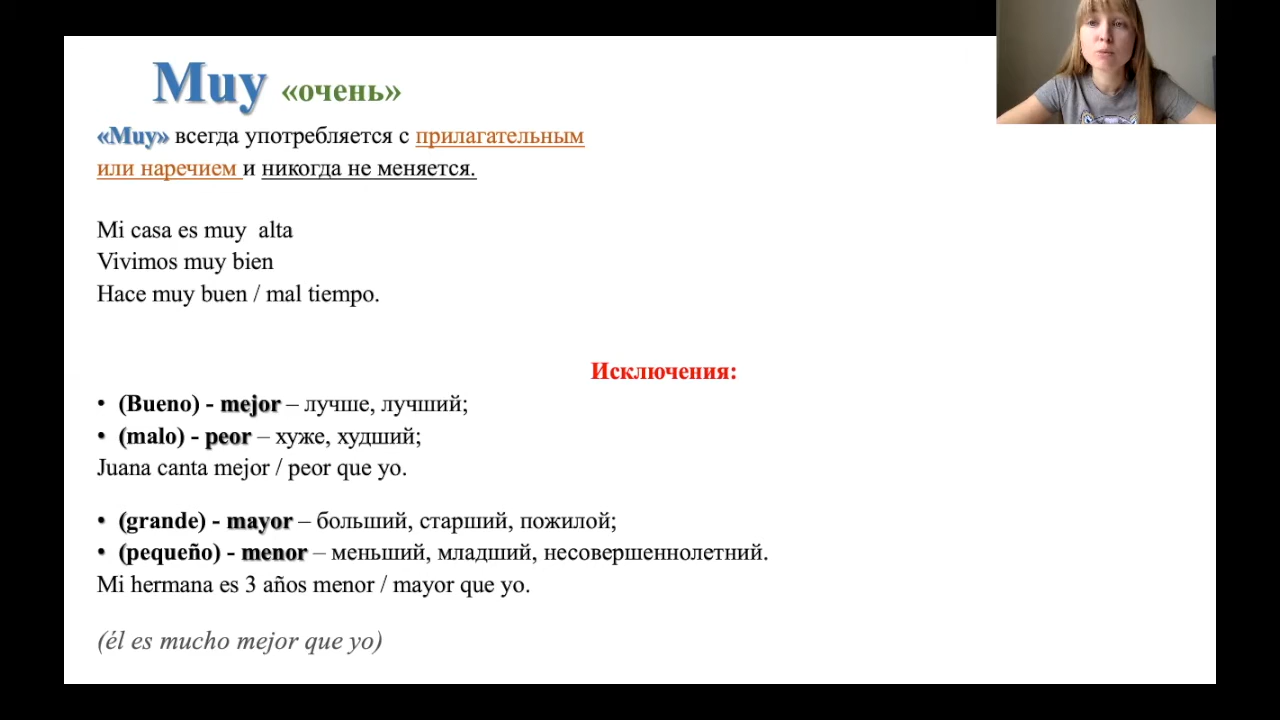 Muy «очень»
«Muy» всегда употребляется с прилагательным
или наречием и никогда не меняется.
Mi casa es muy alta
Vivimos muy bien
Hace muy buen / mal tiempo.
Исключения:
• (Bueno) - mejor – лучше, лучший;
• (malo) - peor – хуже, худший;
Juana canta mejor / peor que yo.
• (grande) - mayor – больший, старший, пожилой;
• (pequeño) - menor – меньший, младший, несовершеннолетний.
Mi hermana es 3 años menor / mayor que yo.
(él es mucho mejor que yo)